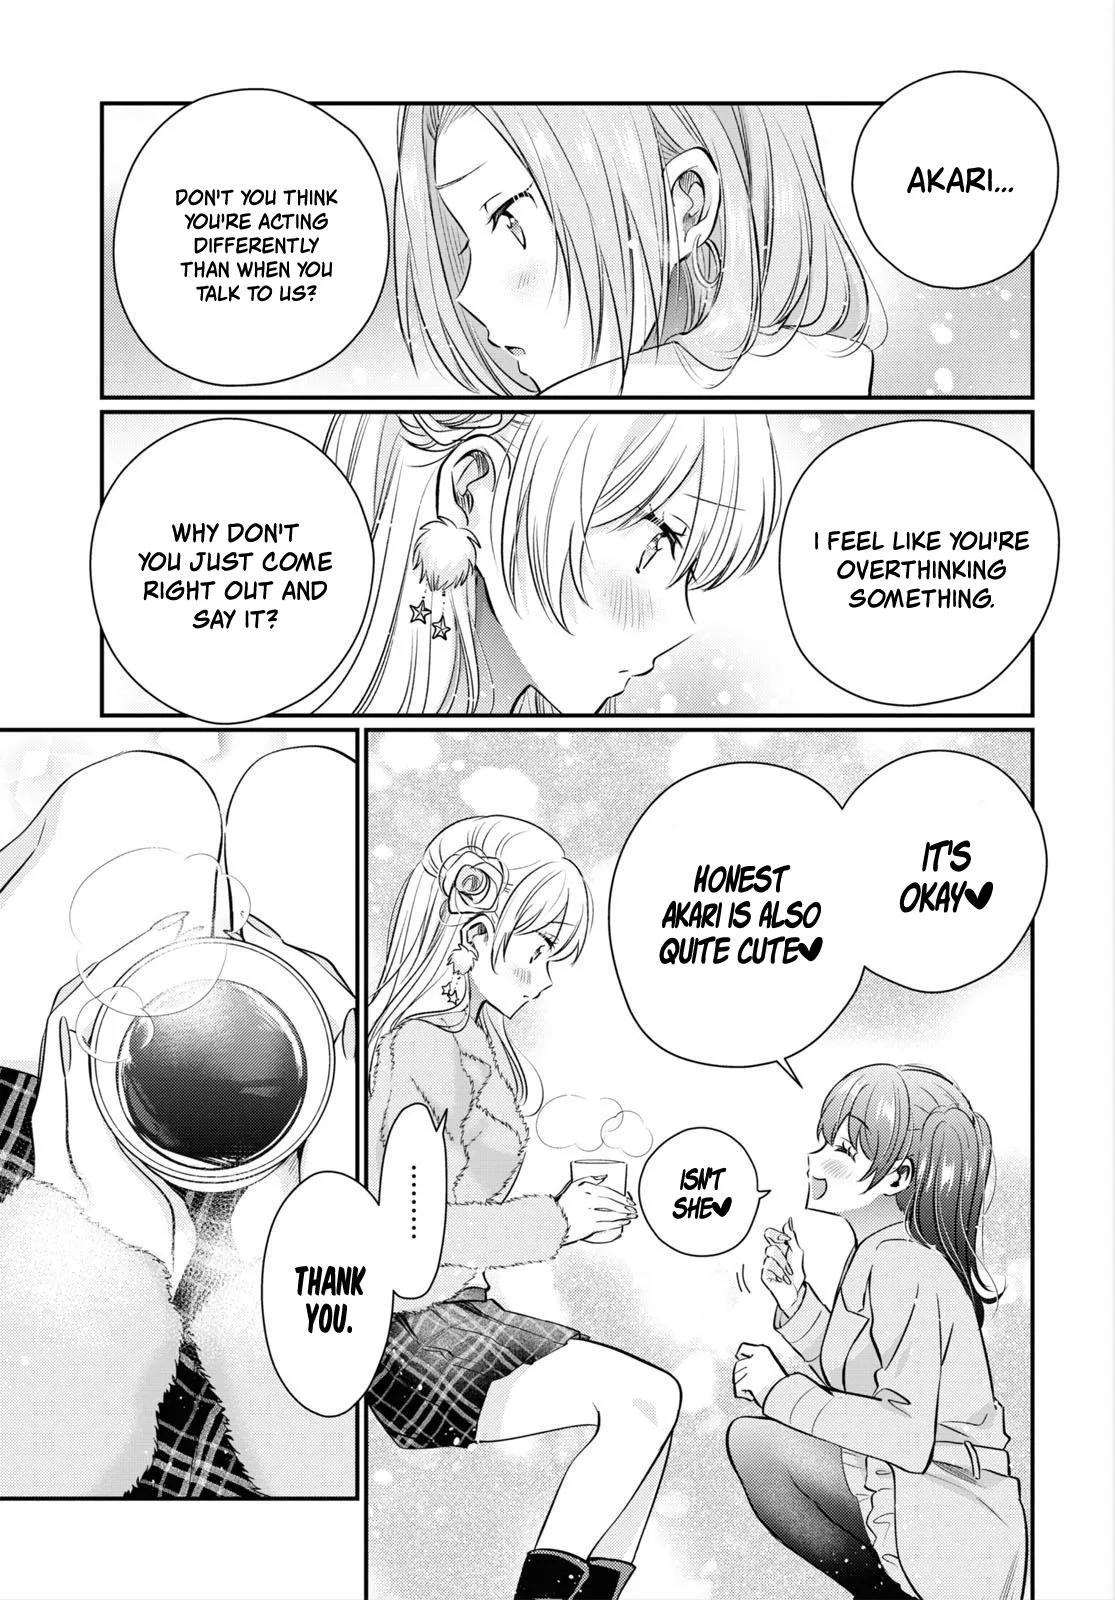 AKARI...
DON'T YOU THINK
YOU'RE ACTING
DIFFERENTLY
THAN WHEN YOU
TALK TO US?
I FEEL LIKE YOU'RE
OVERTHINKING
SOMETHING.
WHY DON'T
YOU JUST COME
RIGHT OUT AND
SAY IT?
IT'S
OKAY♥
HONEST
AKARI IS ALSO
QUITE CUTE♥
ISN'T
SHE♥
.........
THANK
YOU.